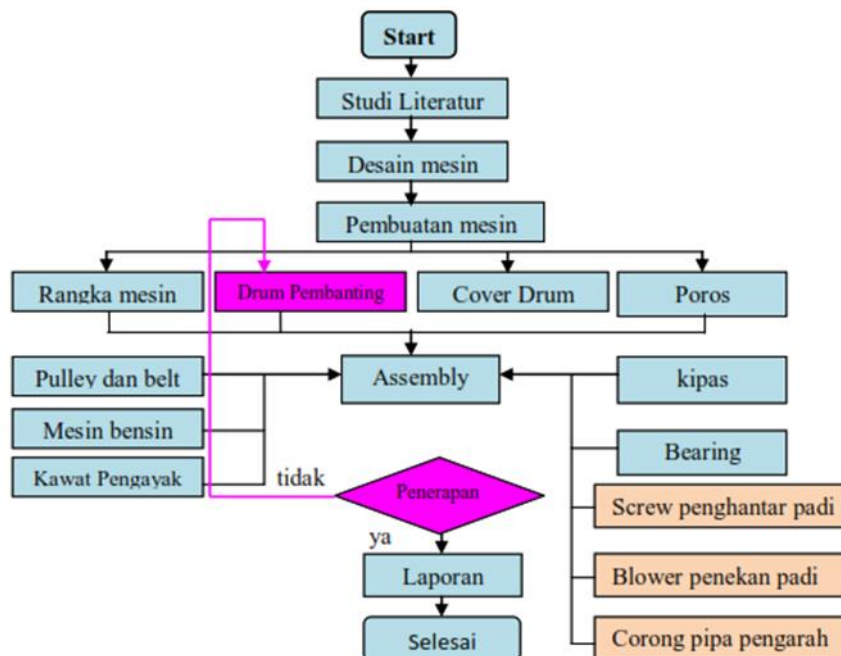 Start
Studi Literatur
Desain mesin
Pembuatan mesin
Rangka mesin
Drum Pembanting
Cover Drum
Poros
Pulley dan belt
Assembly
kipas
Mesin bensin
Bearing
Kawat Pengayak
tidak
Penerapan
Screw penghantar padi
ya
Laporan
Blower penekan padi
Selesai
Corong pipa pengarah